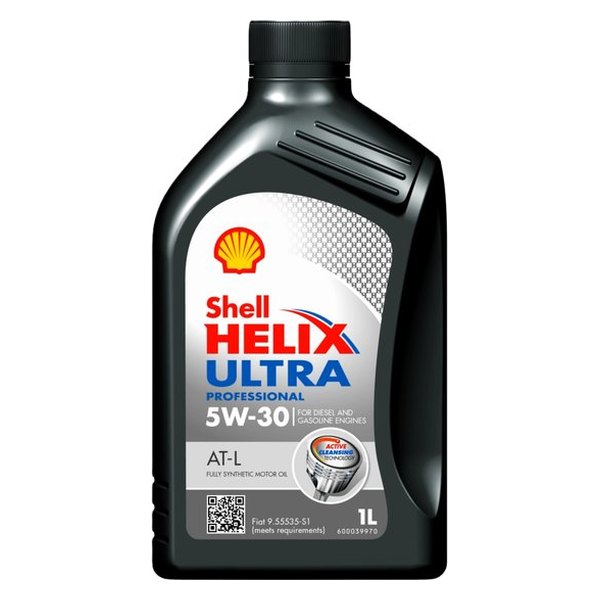 Shell
HELIX
ULTRA
PROFESSIONAL
5W-30
FOR DIESEL AND
GASOLINE ENGINES
AT-L
FULLY SYNTHETIC MOTOR OIL
ACTIVE
CLEANSING
TECHNOLOGY
Fiat 9.55535-S1
(meets requirements)
1L
600039970